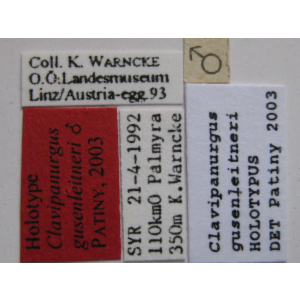 Coll. K. WARNCKE
O.Ö.Landesmuseum
Linz/Austria-egg.93
♂
Holotype
Clavipanurgus
gusenleitneri ♂
PATINY, 2003
SYR 21-4-1992
110kmO Palmyra
350m K.Warncke
Clavipanurgus
gusenleitneri
HOLOTYPUS
DET Patiny 2003